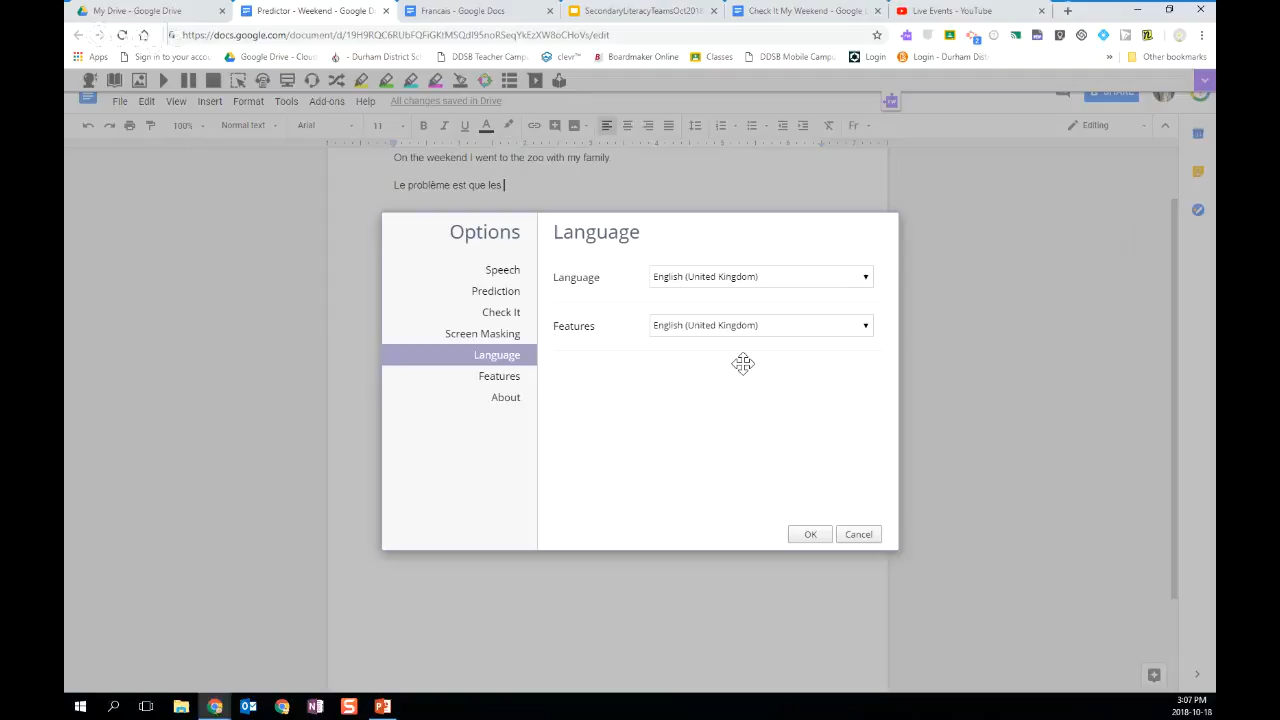 My Drive - Google Drive
Predictor - Weekend - Google D
Francais - Google Docs
SecondaryLiteracyTeamsOct2018
Check It My Weekend - Google
Live Events - YouTube
Apps
Sign in to your accou
Google Drive - Clou
- Durham District Sc
DDSB Teacher Camp
clevr™
Boardmaker Online
Classes
DDSB Mobile Camp
Login
Login - Durham Dist
»
Other bookmarks
File
Edit
View
Insert
Format
Tools
Add-ons
Help
All changes saved in Drive
SHARE
100%
Normal text
Arial
11
Fr
Editing
On the weekend I went to the zoo with my family.
Le problème est que les
Options
Speech
Prediction
Check It
Screen Masking
Language
Features
About
Language
Language
English (United Kingdom)
Features
English (United Kingdom)
OK
Cancel
3:07 PM
2018-10-18